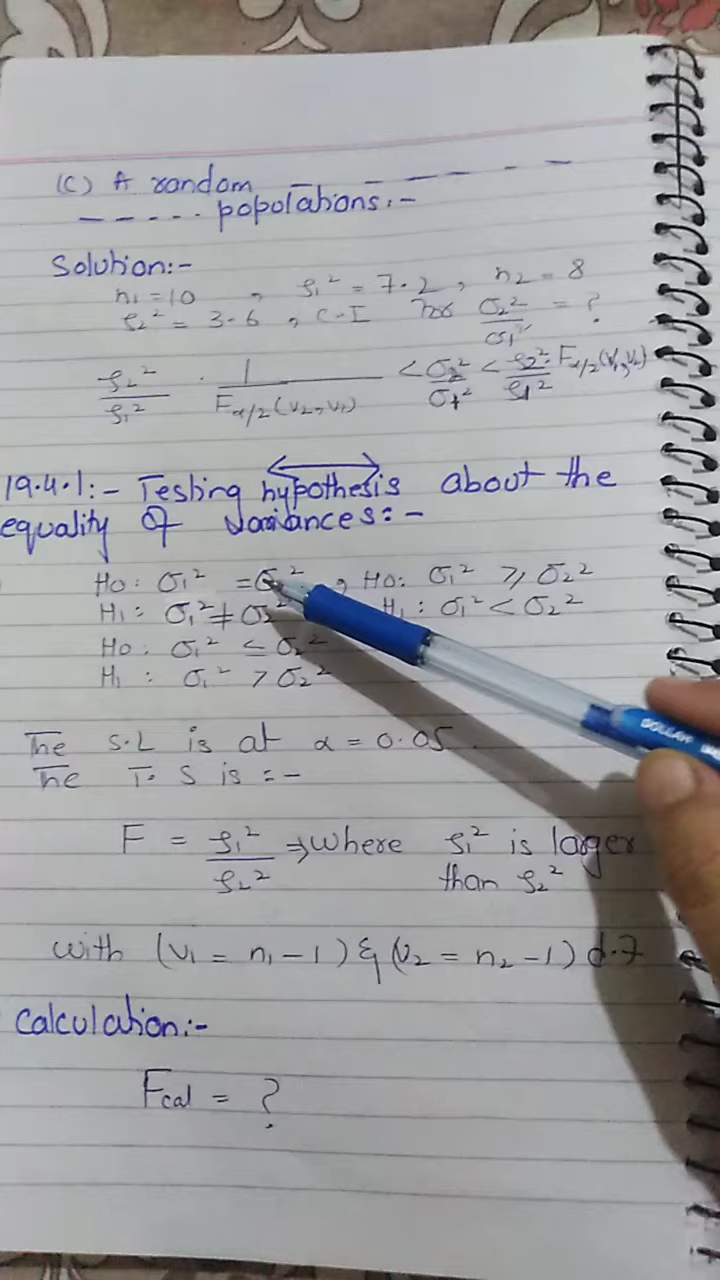 (C) A random — — — — —
— — — — .. populations:-
Solution:-
n₁ = 10 , s₁² = 7.2 , n₂ = 8
s₂² = 3.6 , C.I for σ₂²/σ₁² = ?
s₂²/s₁² . 1/Fα/2(v₂,v₁) < σ₂²/σ₁² < s₂²/s₁² . Fα/2(v₁,v₂)
19.4.1:- Testing hypothesis about the
equality of variances:-
H0: σ₁² = σ₂² , H0: σ₁² ⩾ σ₂²
H₁: σ₁² ≠ σ₂² H₁: σ₁² < σ₂²
H0: σ₁² ≤ σ₂²
H₁: σ₁² > σ₂²
The S.L is at α = 0.05.
The T.S is:-
F = s₁²/s₂² ⇒ where s₁² is larger
than s₂²
with (v₁ = n₁ - 1) & (v₂ = n₂ - 1) d.f
Calculation:-
Fcal = ?
DOLLAR